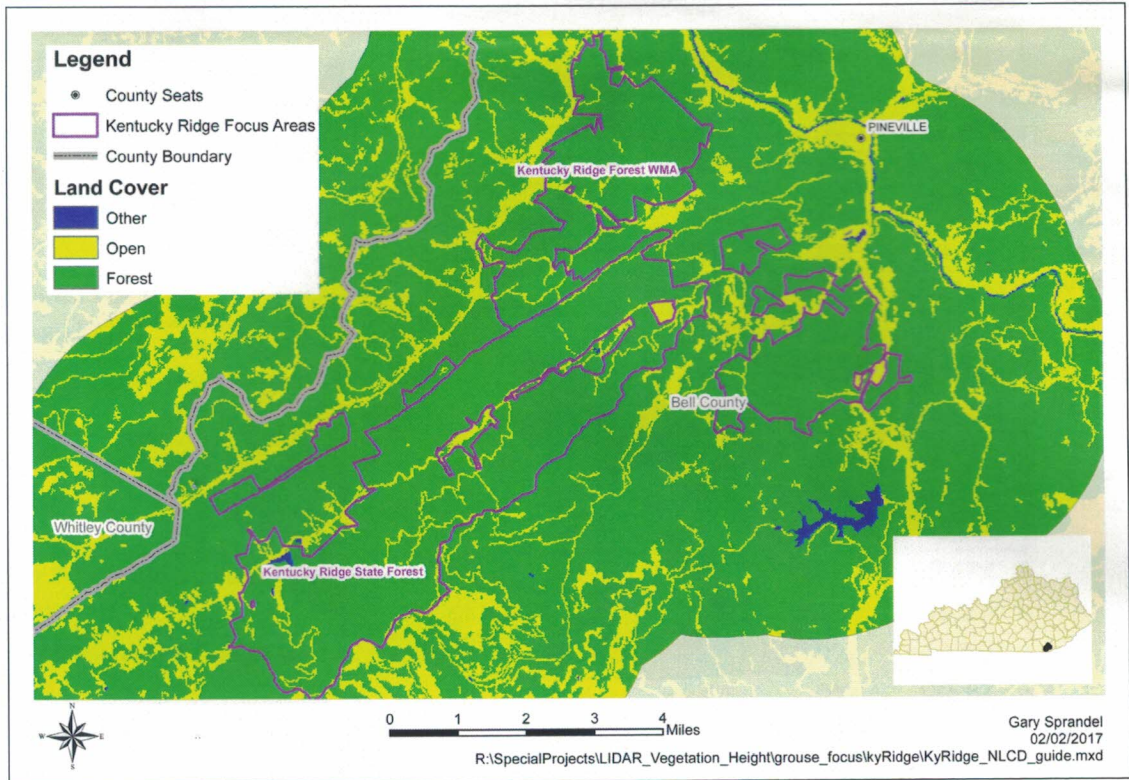 Legend
County Seats
Kentucky Ridge Focus Areas
County Boundary
Land Cover
Other
Open
Forest
PINEVILLE
Kentucky Ridge Forest WMA
Bell County
Whitley County
Kentucky Ridge State Forest
N
W
E
S
0 1 2 3 4
Miles
Gary Sprandel
02/02/2017
R:\SpecialProjects\LIDAR_Vegetation_Height\grouse_focus\kyRidge\KyRidge_NLCD_guide.mxd